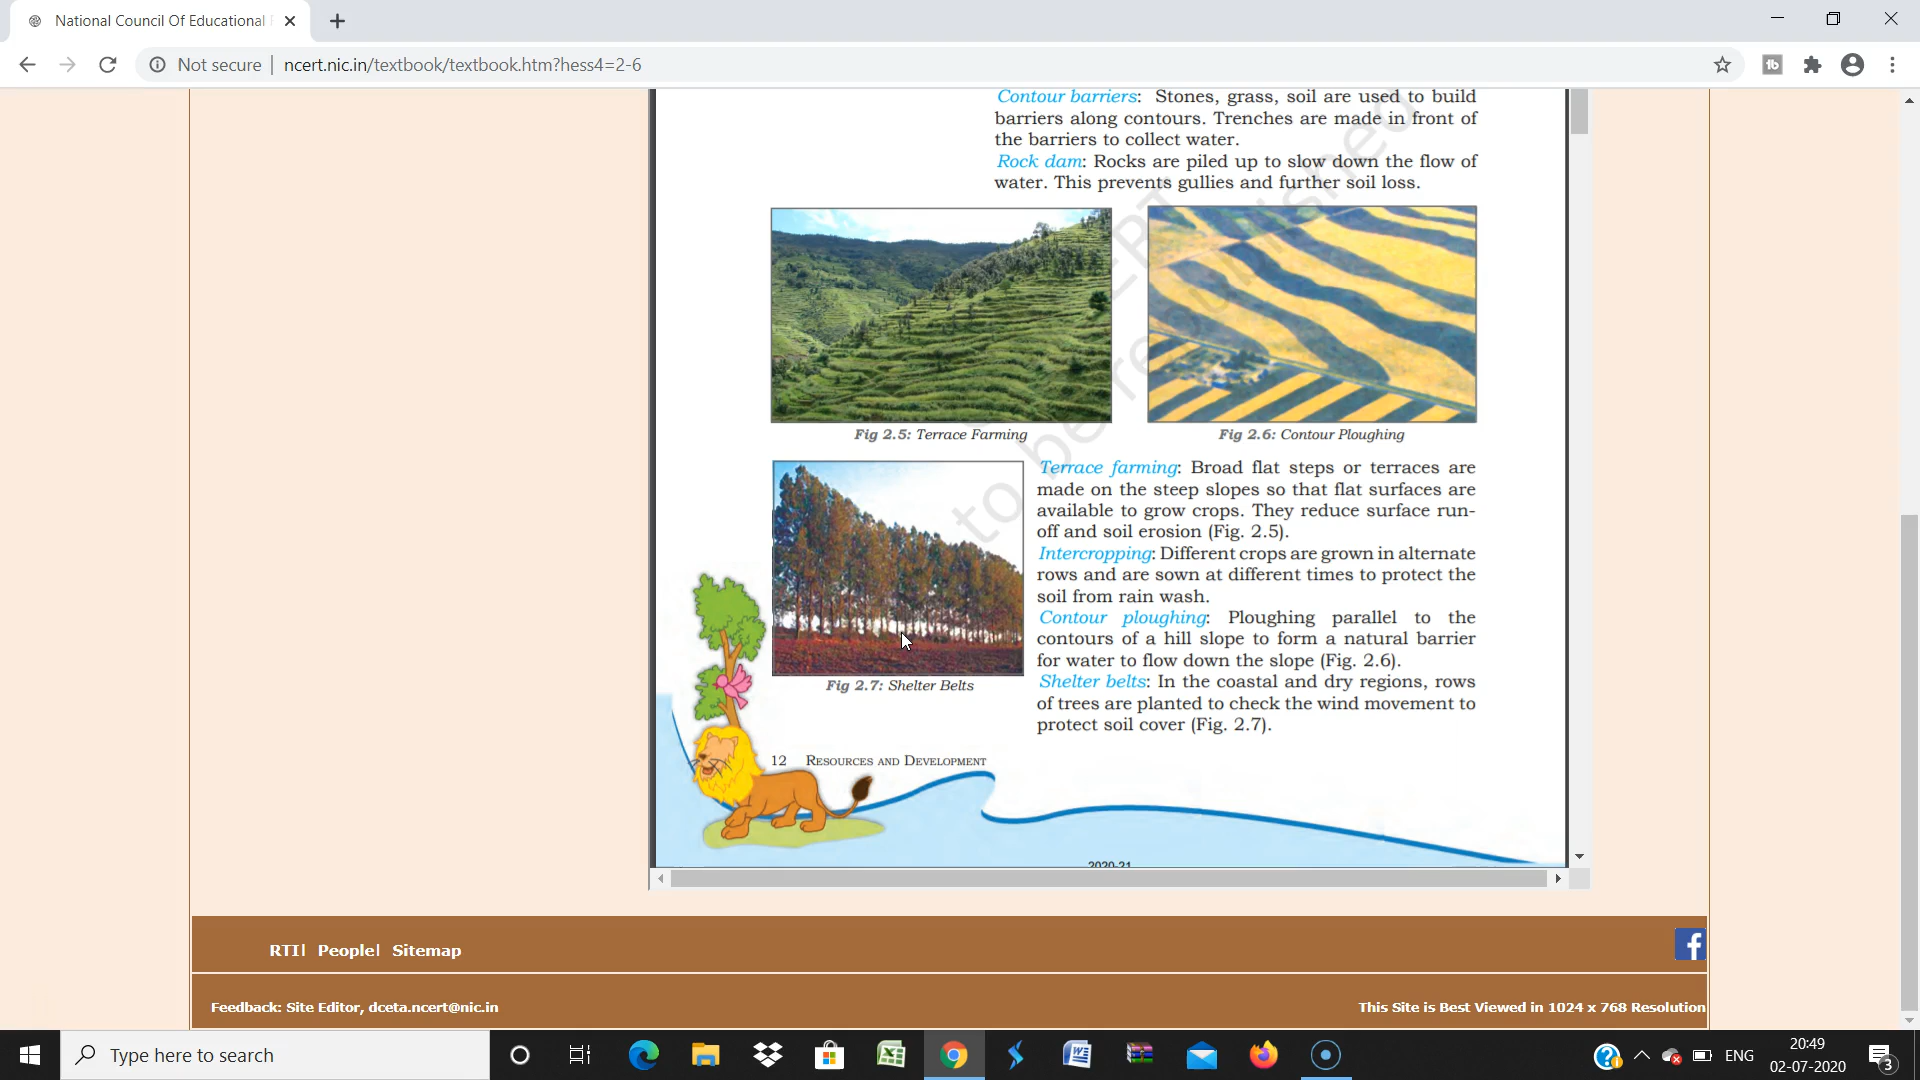 National Council Of Educational
Not secure
ncert.nic.in/textbook/textbook.htm?hess4=2-6
Contour barriers: Stones, grass, soil are used to build
barriers along contours. Trenches are made in front of
the barriers to collect water.
Rock dam: Rocks are piled up to slow down the flow of
water. This prevents gullies and further soil loss.
to be republished
Fig 2.5: Terrace Farming
Fig 2.6: Contour Ploughing
Terrace farming: Broad flat steps or terraces are
made on the steep slopes so that flat surfaces are
available to grow crops. They reduce surface run-
off and soil erosion (Fig. 2.5).
Intercropping: Different crops are grown in alternate
rows and are sown at different times to protect the
soil from rain wash.
Contour ploughing: Ploughing parallel to the
contours of a hill slope to form a natural barrier
for water to flow down the slope (Fig. 2.6).
Shelter belts: In the coastal and dry regions, rows
of trees are planted to check the wind movement to
protect soil cover (Fig. 2.7).
Fig 2.7: Shelter Belts
12 RESOURCES AND DEVELOPMENT
2020-21
RTI| People| Sitemap
Feedback: Site Editor, dceta.ncert@nic.in
This Site is Best Viewed in 1024 x 768 Resolution
Type here to search
ENG
20:49
02-07-2020
3